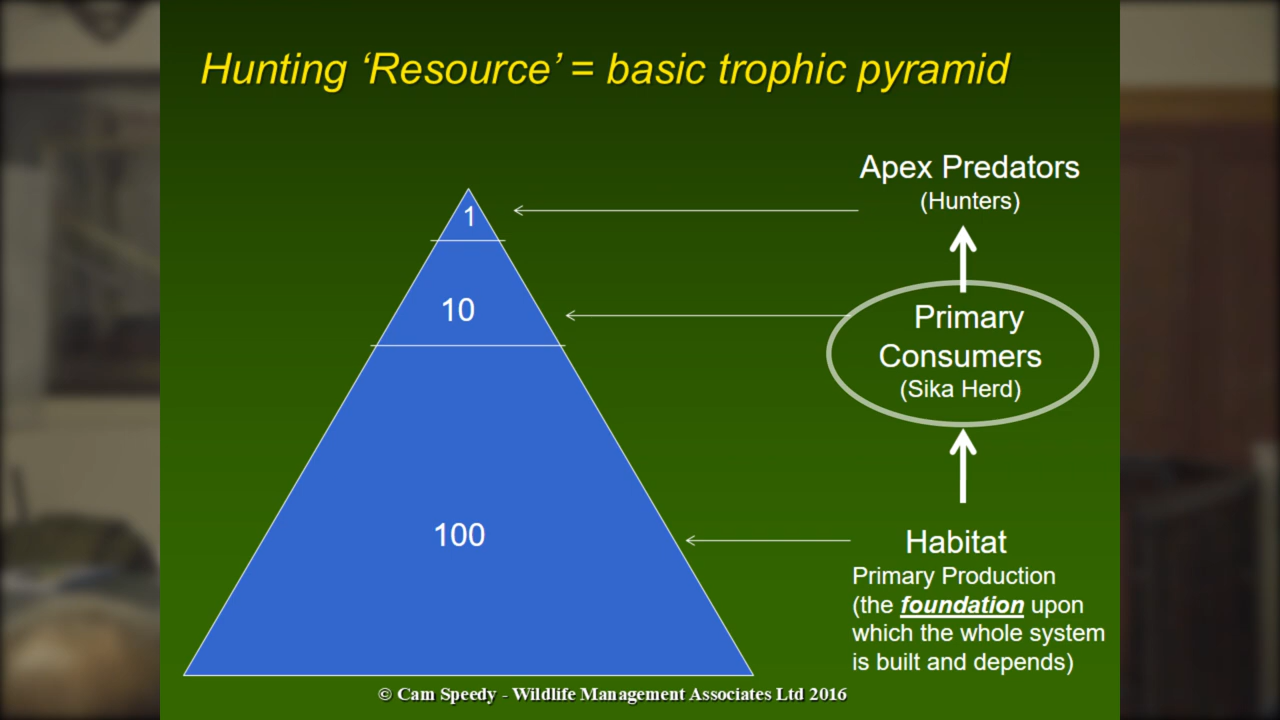 Hunting ‘Resource’ = basic trophic pyramid
Apex Predators
(Hunters)
1
10
Primary
Consumers
(Sika Herd)
100
Habitat
Primary Production
(the foundation upon
which the whole system
is built and depends)
© Cam Speedy - Wildlife Management Associates Ltd 2016